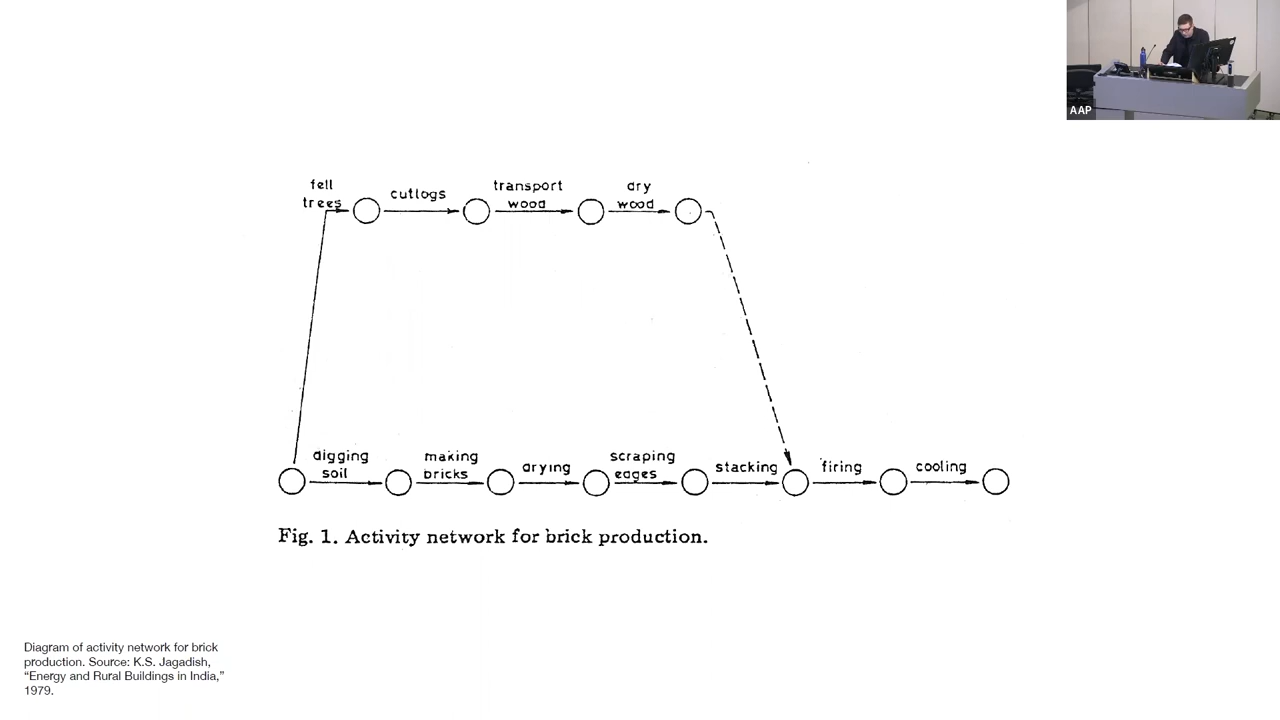 AAP
fell
trees
cutlogs
transport
wood
dry
wood
digging
soil
making
bricks
drying
scraping
edges
stacking
firing
cooling
Fig. 1. Activity network for brick production.
Diagram of activity network for brick
production. Source: K.S. Jagadish,
“Energy and Rural Buildings in India,”
1979.